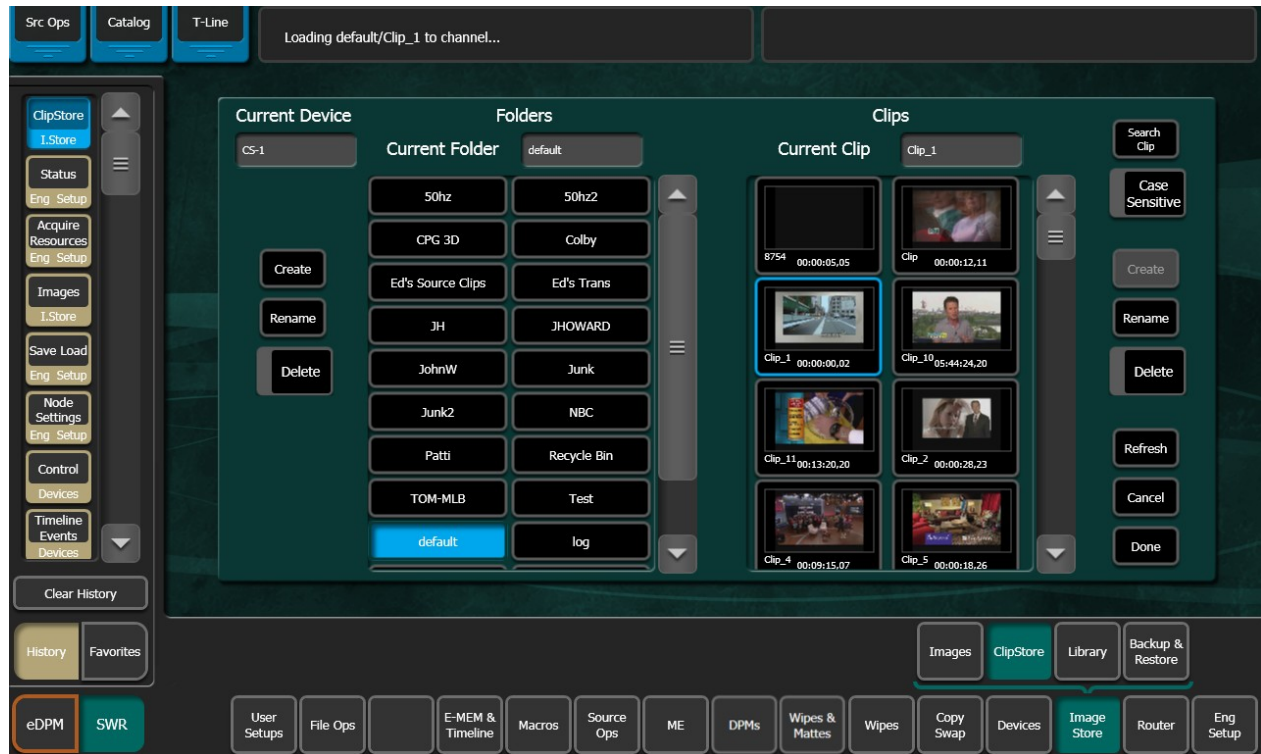 Src Ops
Catalog
T-Line
Loading default/Clip_1 to channel...
ClipStore
I.Store
Status
Eng Setup
Acquire
Resources
Eng Setup
Images
I.Store
Save Load
Eng Setup
Node
Settings
Eng Setup
Control
Devices
Timeline
Events
Devices
Clear History
History
Favorites
Current Device
CS-1
Create
Rename
Delete
Folders
Current Folder
default
50hz
50hz2
CPG 3D
Colby
Ed's Source Clips
Ed's Trans
JH
JHOWARD
JohnW
Junk
Junk2
NBC
Patti
Recycle Bin
TOM-MLB
Test
default
log
Clips
Current Clip
Clip_1
8754 00:00:05,05
Clip 00:00:12,11
Clip_1 00:00:00,02
Clip_10 05:44:24,20
Clip_11 00:13:20,20
Clip_2 00:00:28,23
Clip_4 00:09:15,07
Clip_5 00:00:18,26
Search
Clip
Case
Sensitive
Create
Rename
Delete
Refresh
Cancel
Done
Images
ClipStore
Library
Backup &
Restore
eDPM
SWR
User
Setups
File Ops
E-MEM &
Timeline
Macros
Source
Ops
ME
DPMs
Wipes &
Mattes
Wipes
Copy
Swap
Devices
Image
Store
Router
Eng
Setup